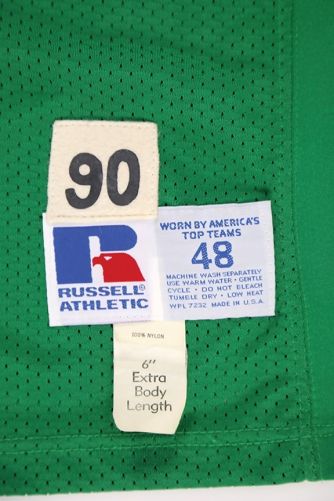 90
RUSSELL
ATHLETIC®
WORN BY AMERICA'S
TOP TEAMS
48
MACHINE WASH SEPARATELY
USE WARM WATER • GENTLE
CYCLE • DO NOT BLEACH
TUMBLE DRY • LOW HEAT
WPL 7232 MADE IN U.S.A.
100% NYLON
6"
Extra
Body
Length